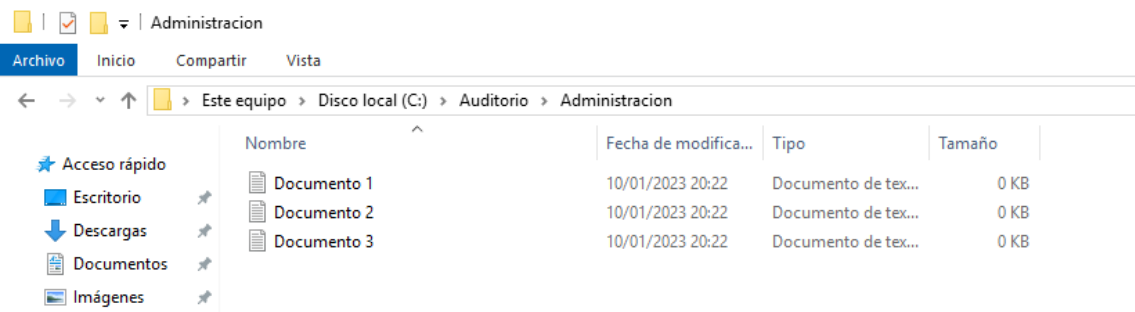 Administracion
Archivo Inicio Compartir Vista
Este equipo > Disco local (C:) > Auditorio > Administracion
Nombre Fecha de modifica... Tipo Tamaño
Acceso rápido
Escritorio
Descargas
Documentos
Imágenes
Documento 1 10/01/2023 20:22 Documento de tex... 0 KB
Documento 2 10/01/2023 20:22 Documento de tex... 0 KB
Documento 3 10/01/2023 20:22 Documento de tex... 0 KB